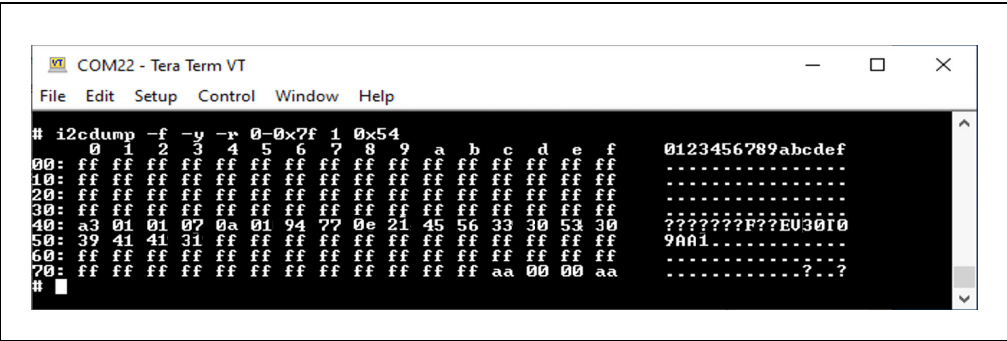 COM22 - Tera Term VT
File Edit Setup Control Window Help
# i2cdump -f -y -r 0-0x7f 1 0x54
0 1 2 3 4 5 6 7 8 9 a b c d e f 0123456789abcdef
00: ff ff ff ff ff ff ff ff ff ff ff ff ff ff ff ff ................
10: ff ff ff ff ff ff ff ff ff ff ff ff ff ff ff ff ................
20: ff ff ff ff ff ff ff ff ff ff ff ff ff ff ff ff ................
30: ff ff ff ff ff ff ff ff ff ff ff ff ff ff ff ff ................
40: a3 01 01 07 0a 01 94 77 0e 21 45 56 33 30 53 30 ???????F??EV30I0
50: 39 41 41 31 ff ff ff ff ff ff ff ff ff ff ff ff 9AA1............
60: ff ff ff ff ff ff ff ff ff ff ff ff ff ff ff ff ................
70: ff ff ff ff ff ff ff ff ff ff ff ff aa 00 00 aa ............?..?
#